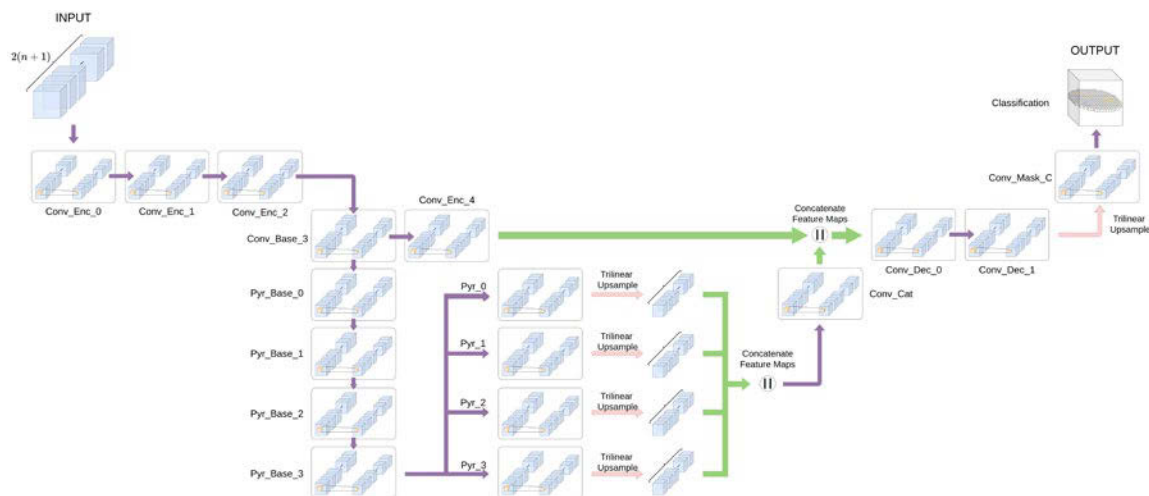 INPUT
2(n + 1)
OUTPUT
Classification
Conv_Mask_C
Trilinear
Upsample
Conv_Enc_0
Conv_Enc_1
Conv_Enc_2
Conv_Enc_4
Conv_Base_3
Concatenate
Feature Maps
Conv_Dec_0
Conv_Dec_1
Conv_Cat
Pyr_Base_0
Pyr_0
Trilinear
Upsample
Pyr_Base_1
Pyr_1
Trilinear
Upsample
Concatenate
Feature Maps
Pyr_Base_2
Pyr_2
Trilinear
Upsample
Pyr_Base_3
Pyr_3
Trilinear
Upsample